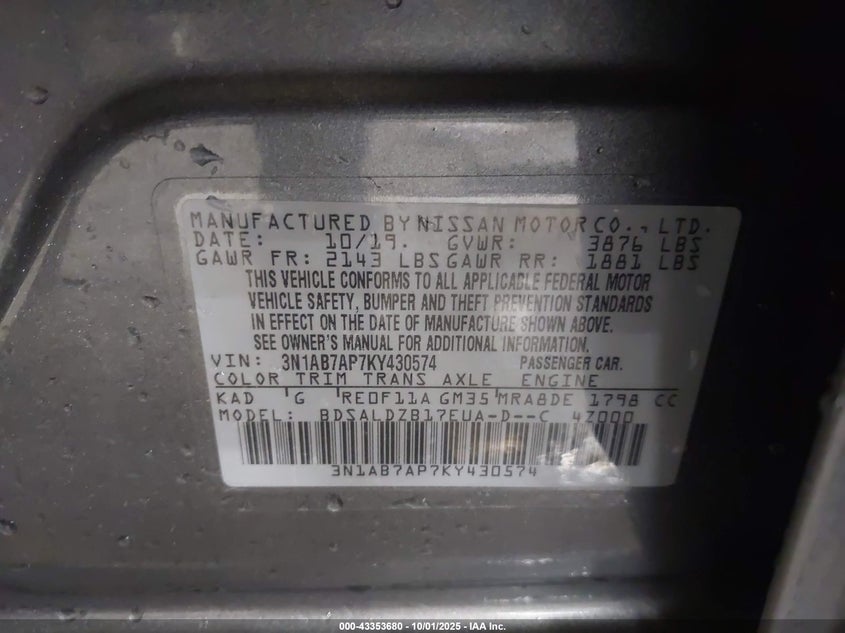 MANUFACTURED BY NISSAN MOTOR CO., LTD.
DATE: 10/19. GVWR: 3876 LBS
GAWR FR: 2143 LBS GAWR RR: 1881 LBS
THIS VEHICLE CONFORMS TO ALL APPLICABLE FEDERAL MOTOR
VEHICLE SAFETY, BUMPER AND THEFT PREVENTION STANDARDS
IN EFFECT ON THE DATE OF MANUFACTURE SHOWN ABOVE.
SEE OWNER'S MANUAL FOR ADDITIONAL INFORMATION.
VIN: 3N1AB7AP7KY430574 PASSENGER CAR.
COLOR TRIM TRANS AXLE ENGINE
KAD G RE0F11A GM35 MRA8DE 1798 CC
MODEL: BDSALDZB17EUA-D--C 4Z000
3N1AB7AP7KY430574
000-43353680 - 10/01/2025 - IAA Inc.